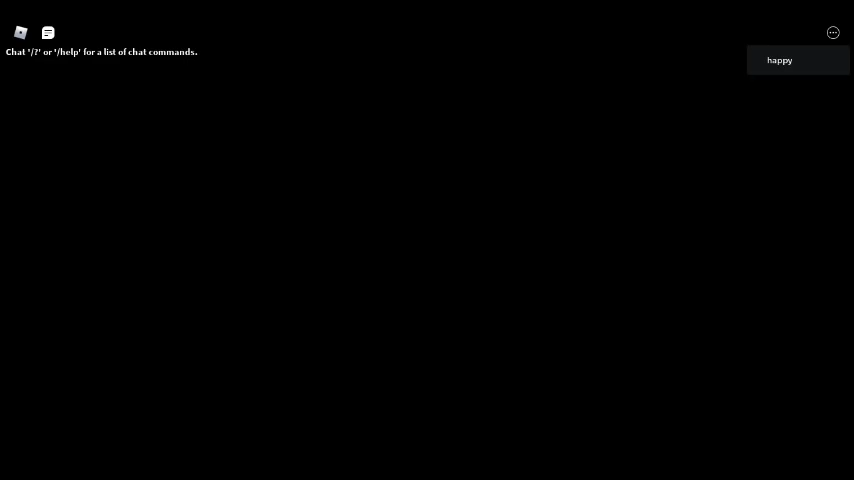 Chat '/?' or '/help' for a list of chat commands.
happy